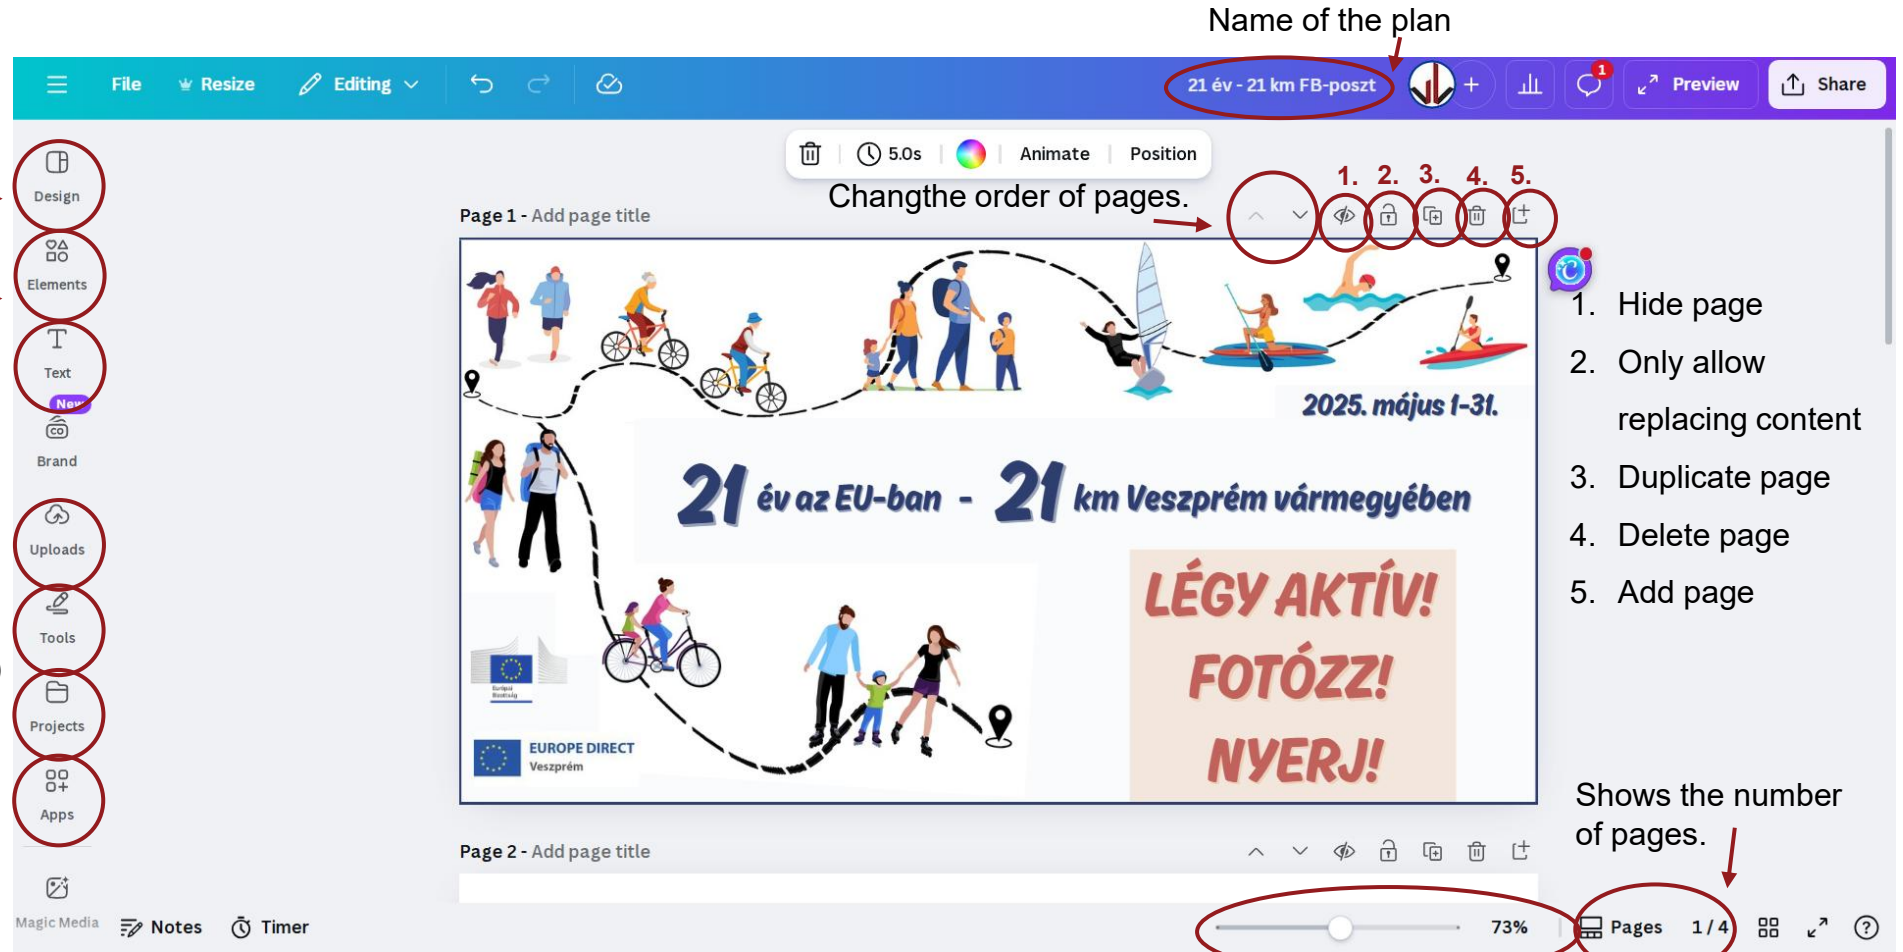 Name of the plan
File
Resize
Editing
21 év - 21 km FB-poszt
1
Preview
Share
5.0s
Animate
Position
Changthe order of pages.
1. 2. 3. 4. 5.
Page 1 - Add page title
Design
Elements
Text
New
Brand
Uploads
Tools
Projects
Apps
Magic Media
2025. május 1-31.
21 év az EU-ban - 21 km Veszprém vármegyében
LÉGY AKTÍV!
FOTÓZZ!
NYERJ!
Európai
Bizottság
EUROPE DIRECT
Veszprém
1. Hide page
2. Only allow
replacing content
3. Duplicate page
4. Delete page
5. Add page
Shows the number
of pages.
Page 2 - Add page title
Notes
Timer
73%
Pages 1 / 4